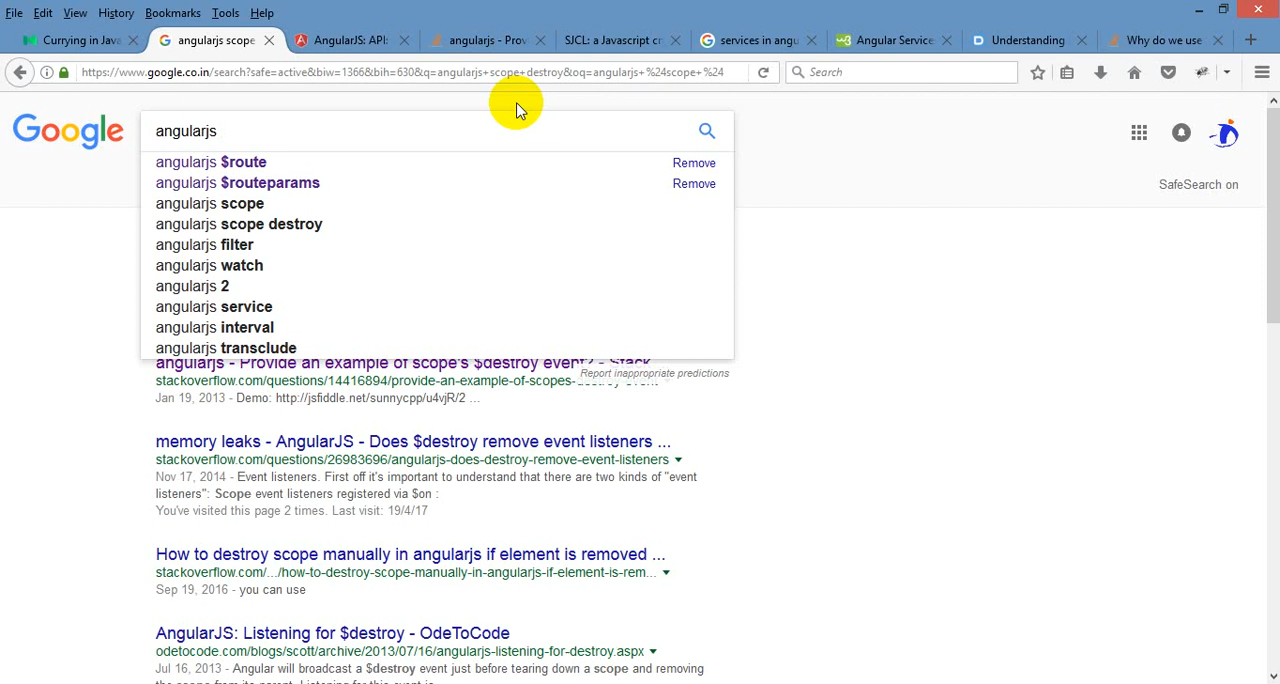 File Edit View History Bookmarks Tools Help
Currying in Java
angularjs scope
AngularJS: API:
angularjs - Prov
SJCL: a Javascript cr
services in angu
Angular Service
Understanding
Why do we use
https://www.google.co.in/search?safe=active&biw=1366&bih=630&q=angularjs+scope+destroy&oq=angularjs+%24scope+%24
Search
Google
angularjs
SafeSearch on
angularjs $route Remove
angularjs $routeparams Remove
angularjs scope
angularjs scope destroy
angularjs filter
angularjs watch
angularjs 2
angularjs service
angularjs interval
angularjs transclude
angularjs - Provide an example of scope's $destroy event? - Stack
Report inappropriate predictions
stackoverflow.com/questions/14416894/provide-an-example-of-scopes-destroy-event
Jan 19, 2013 - Demo: http://jsfiddle.net/sunnycpp/u4vjR/2 ...
memory leaks - AngularJS - Does $destroy remove event listeners ...
stackoverflow.com/questions/26983696/angularjs-does-destroy-remove-event-listeners
Nov 17, 2014 - Event listeners. First off it's important to understand that there are two kinds of "event
listeners": Scope event listeners registered via $on :
You've visited this page 2 times. Last visit: 19/4/17
How to destroy scope manually in angularjs if element is removed ...
stackoverflow.com/.../how-to-destroy-scope-manually-in-angularjs-if-element-is-rem...
Sep 19, 2016 - you can use
AngularJS: Listening for $destroy - OdeToCode
odetocode.com/blogs/scott/archive/2013/07/16/angularjs-listening-for-destroy.aspx
Jul 16, 2013 - Angular will broadcast a $destroy event just before tearing down a scope and removing